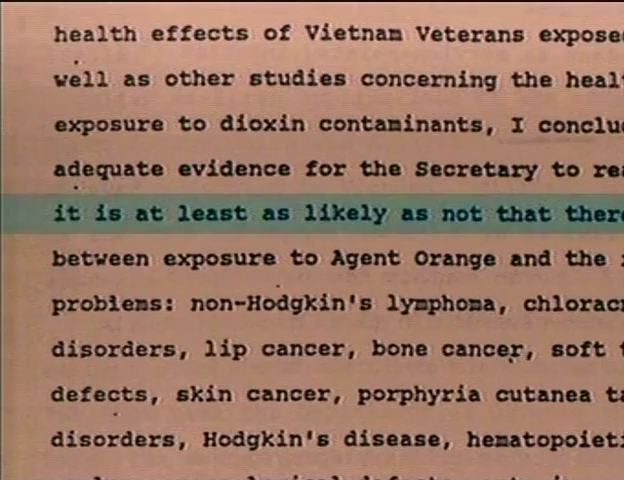 health effects of Vietnam Veterans expose
well as other studies concerning the heal
exposure to dioxin contaminants, I conclu
adequate evidence for the Secretary to re
it is at least as likely as not that there
between exposure to Agent Orange and the
problems: non-Hodgkin's lymphoma, chlorac
disorders, lip cancer, bone cancer, soft
defects, skin cancer, porphyria cutanea ta
disorders, Hodgkin's disease, hematopoieti